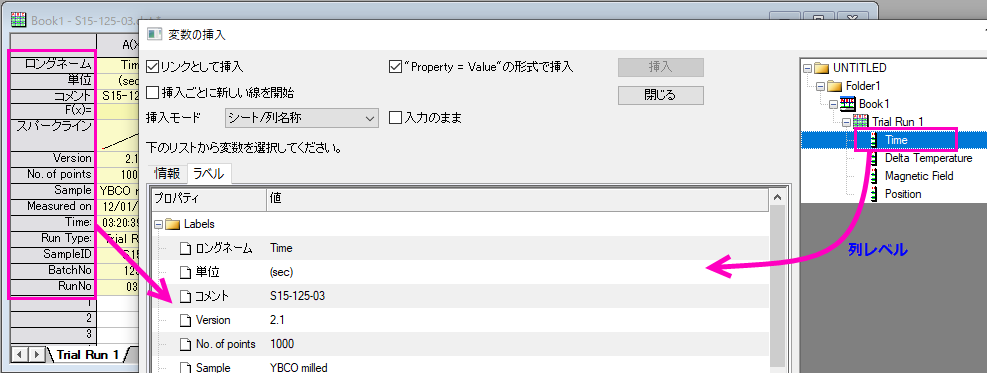 Book1 - S15-125-03.dat *
A(X
ロングネーム Tim
単位 (sec
コメント S15-12
F(x)=
スパークライン
Version 2.1
No. of points 100
Sample YBCO m
Measured on 12/01/
Time: 03:20:39
Run Type: Trial R
SampleID S15
BatchNo 125
RunNo 03
1
2
3
Trial Run 1
変数の挿入
リンクとして挿入
"Property = Value"の形式で挿入
挿入
挿入ごとに新しい線を開始
閉じる
挿入モード シート/列名称 入力のまま
下のリストから変数を選択してください。
情報 ラベル
プロパティ 値
Labels
ロングネーム Time
単位 (sec)
コメント S15-125-03
Version 2.1
No. of points 1000
Sample YBCO milled
UNTITLED
Folder1
Book1
Trial Run 1
Time
Delta Temperature
Magnetic Field
Position
列レベル